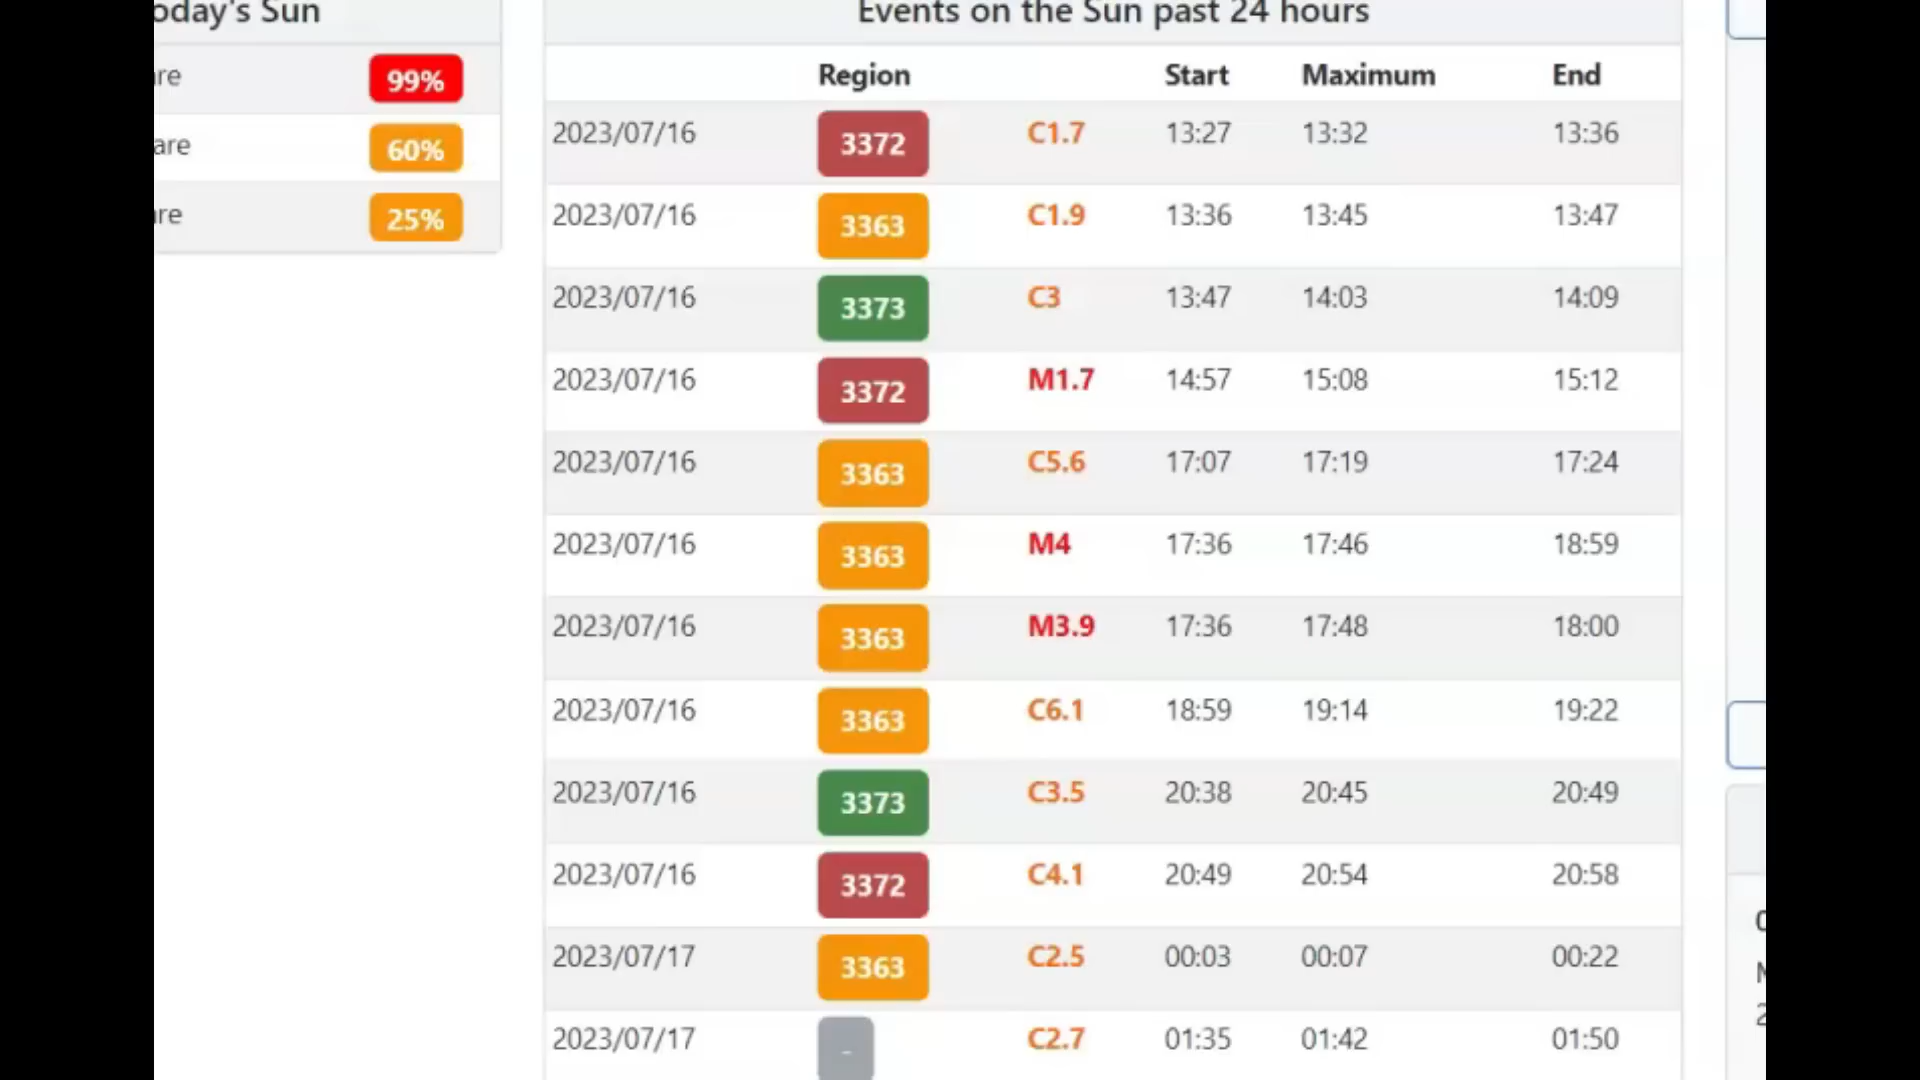 oday's Sun
re 99%
are 60%
re 25%
Events on the Sun past 24 hours
Region Start Maximum End
2023/07/16 3372 C1.7 13:27 13:32 13:36
2023/07/16 3363 C1.9 13:36 13:45 13:47
2023/07/16 3373 C3 13:47 14:03 14:09
2023/07/16 3372 M1.7 14:57 15:08 15:12
2023/07/16 3363 C5.6 17:07 17:19 17:24
2023/07/16 3363 M4 17:36 17:46 18:59
2023/07/16 3363 M3.9 17:36 17:48 18:00
2023/07/16 3363 C6.1 18:59 19:14 19:22
2023/07/16 3373 C3.5 20:38 20:45 20:49
2023/07/16 3372 C4.1 20:49 20:54 20:58
2023/07/17 3363 C2.5 00:03 00:07 00:22
2023/07/17 - C2.7 01:35 01:42 01:50